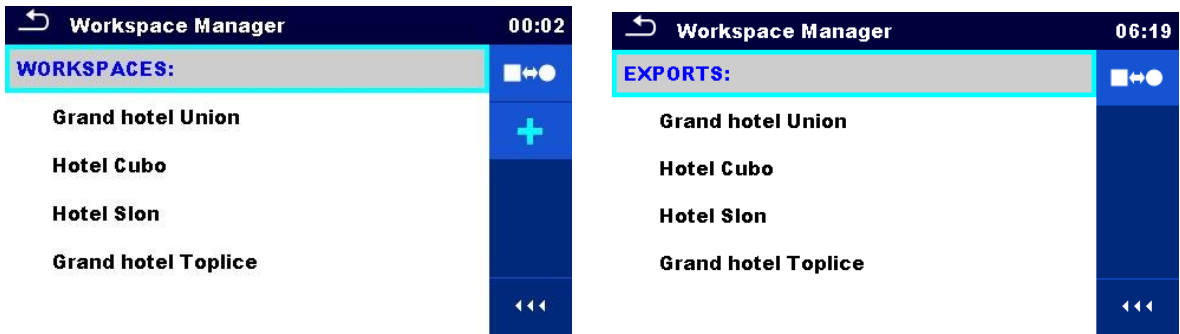 Workspace Manager 00:02
WORKSPACES:
Grand hotel Union
Hotel Cubo
Hotel Slon
Grand hotel Toplice
Workspace Manager 06:19
EXPORTS:
Grand hotel Union
Hotel Cubo
Hotel Slon
Grand hotel Toplice